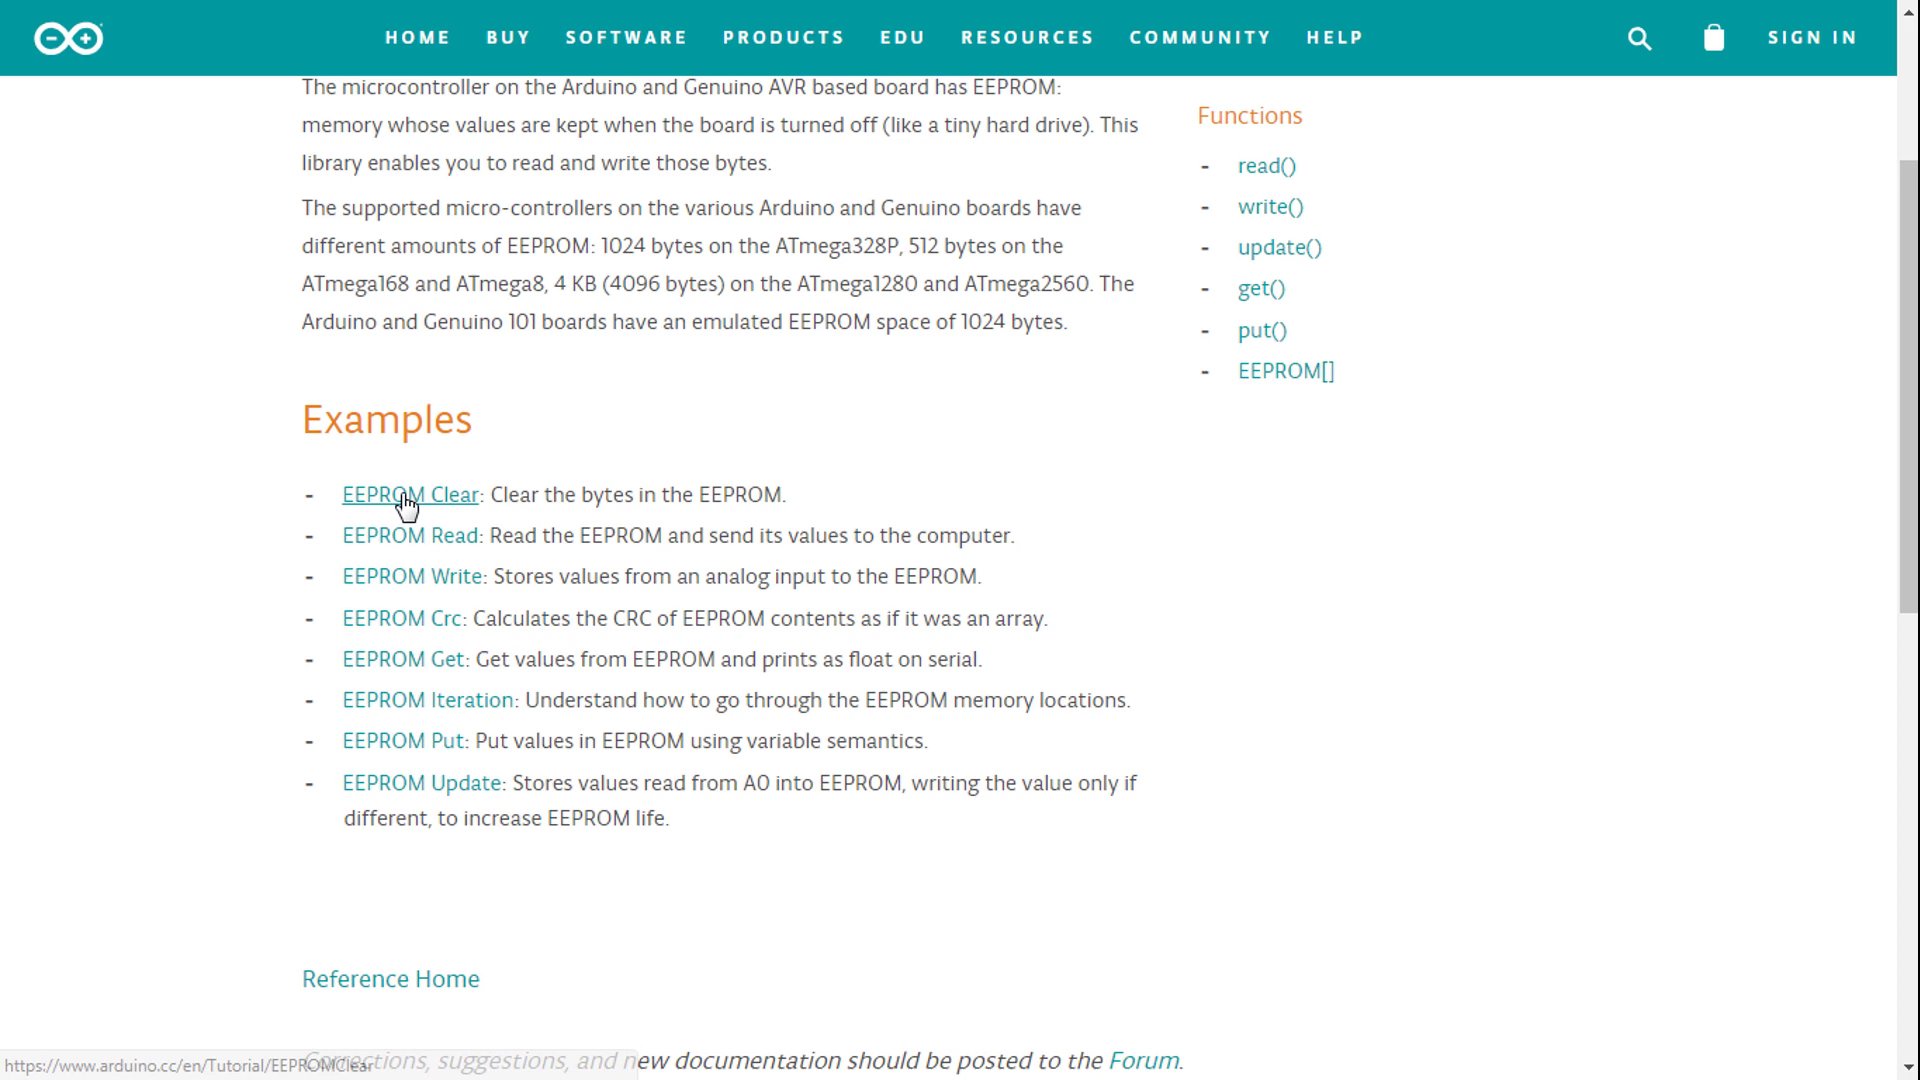 HOME BUY SOFTWARE PRODUCTS EDU RESOURCES COMMUNITY HELP SIGN IN
The microcontroller on the Arduino and Genuino AVR based board has EEPROM:
memory whose values are kept when the board is turned off (like a tiny hard drive). This
library enables you to read and write those bytes.
The supported micro-controllers on the various Arduino and Genuino boards have
different amounts of EEPROM: 1024 bytes on the ATmega328P, 512 bytes on the
ATmega168 and ATmega8, 4 KB (4096 bytes) on the ATmega1280 and ATmega2560. The
Arduino and Genuino 101 boards have an emulated EEPROM space of 1024 bytes.
Examples
- EEPROM Clear: Clear the bytes in the EEPROM.
- EEPROM Read: Read the EEPROM and send its values to the computer.
- EEPROM Write: Stores values from an analog input to the EEPROM.
- EEPROM Crc: Calculates the CRC of EEPROM contents as if it was an array.
- EEPROM Get: Get values from EEPROM and prints as float on serial.
- EEPROM Iteration: Understand how to go through the EEPROM memory locations.
- EEPROM Put: Put values in EEPROM using variable semantics.
- EEPROM Update: Stores values read from A0 into EEPROM, writing the value only if
different, to increase EEPROM life.
Reference Home
Corrections, suggestions, and new documentation should be posted to the Forum.
Functions
- read()
- write()
- update()
- get()
- put()
- EEPROM[]
https://www.arduino.cc/en/Tutorial/EEPROMClear